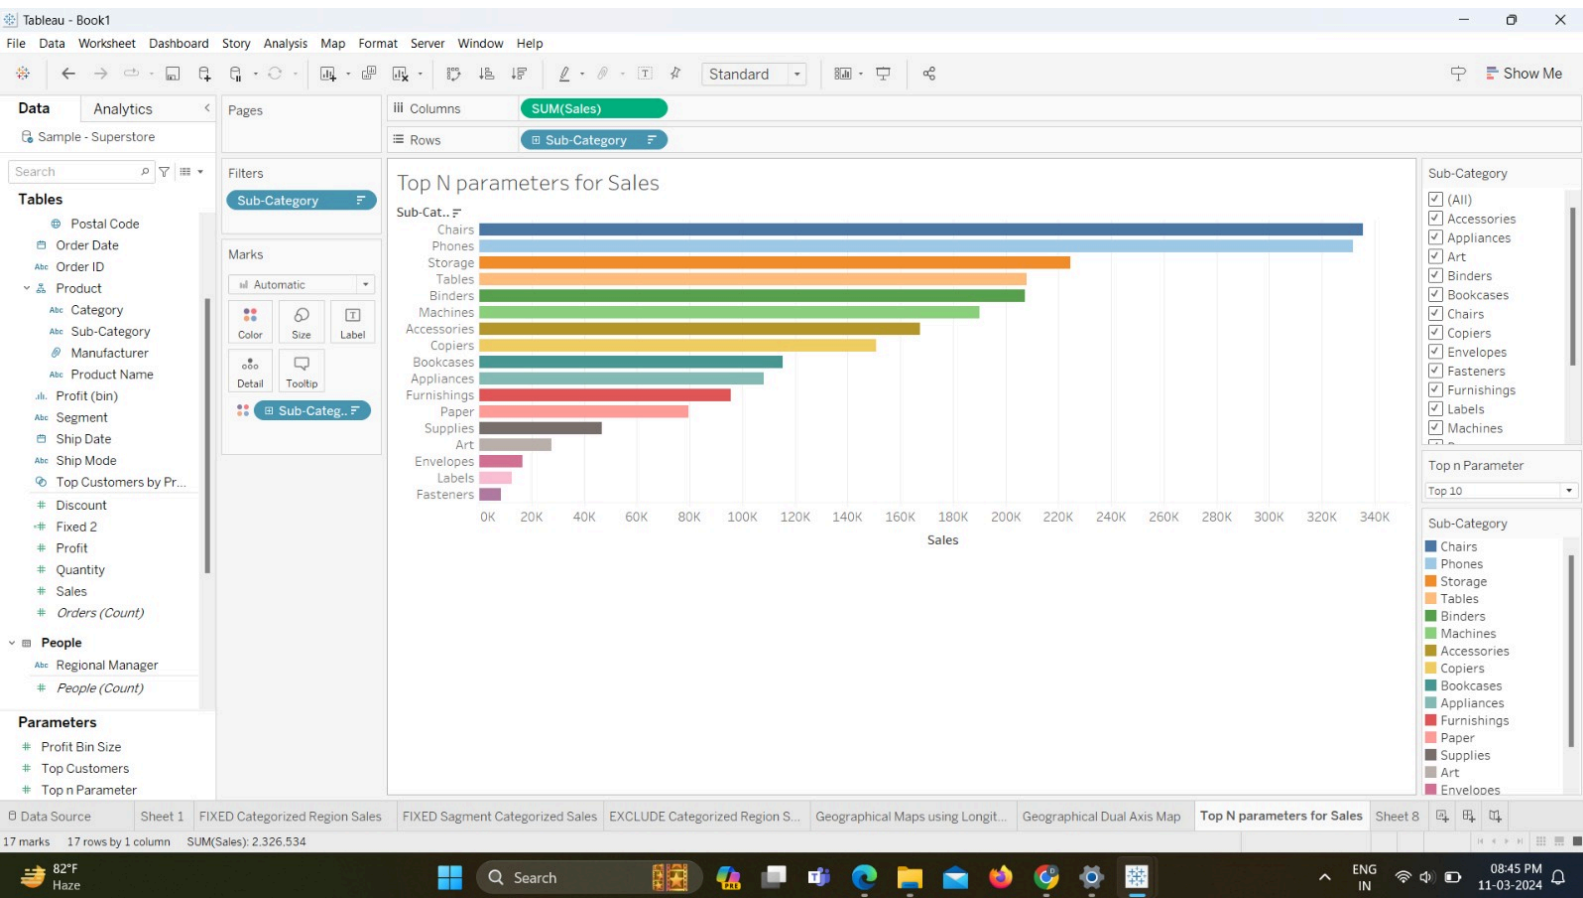 Tableau - Book1
File Data Worksheet Dashboard Story Analysis Map Format Server Window Help
Standard
Show Me
Data Analytics
Sample - Superstore
Search
Tables
Postal Code
Order Date
Abc Order ID
Product
Abc Category
Abc Sub-Category
Manufacturer
Abc Product Name
Profit (bin)
Abc Segment
Ship Date
Abc Ship Mode
Top Customers by Pr...
# Discount
=# Fixed 2
# Profit
# Quantity
# Sales
# Orders (Count)
People
Abc Regional Manager
# People (Count)
Parameters
# Profit Bin Size
# Top Customers
# Top n Parameter
Pages
Filters
Sub-Category
Marks
Automatic
Color Size Label
Detail Tooltip
Sub-Categ..
Columns SUM(Sales)
Rows Sub-Category
Top N parameters for Sales
Sub-Cat..
Chairs
Phones
Storage
Tables
Binders
Machines
Accessories
Copiers
Bookcases
Appliances
Furnishings
Paper
Supplies
Art
Envelopes
Labels
Fasteners
0K 20K 40K 60K 80K 100K 120K 140K 160K 180K 200K 220K 240K 260K 280K 300K 320K 340K
Sales
Sub-Category
(All)
Accessories
Appliances
Art
Binders
Bookcases
Chairs
Copiers
Envelopes
Fasteners
Furnishings
Labels
Machines
Top n Parameter
Top 10
Sub-Category
Chairs
Phones
Storage
Tables
Binders
Machines
Accessories
Copiers
Bookcases
Appliances
Furnishings
Paper
Supplies
Art
Envelopes
Data Source Sheet 1 FIXED Categorized Region Sales FIXED Sagment Categorized Sales EXCLUDE Categorized Region S... Geographical Maps using Longit... Geographical Dual Axis Map Top N parameters for Sales Sheet 8
17 marks 17 rows by 1 column SUM(Sales): 2,326,534
82°F
Haze
Search
PRE
ENG
IN
08:45 PM
11-03-2024